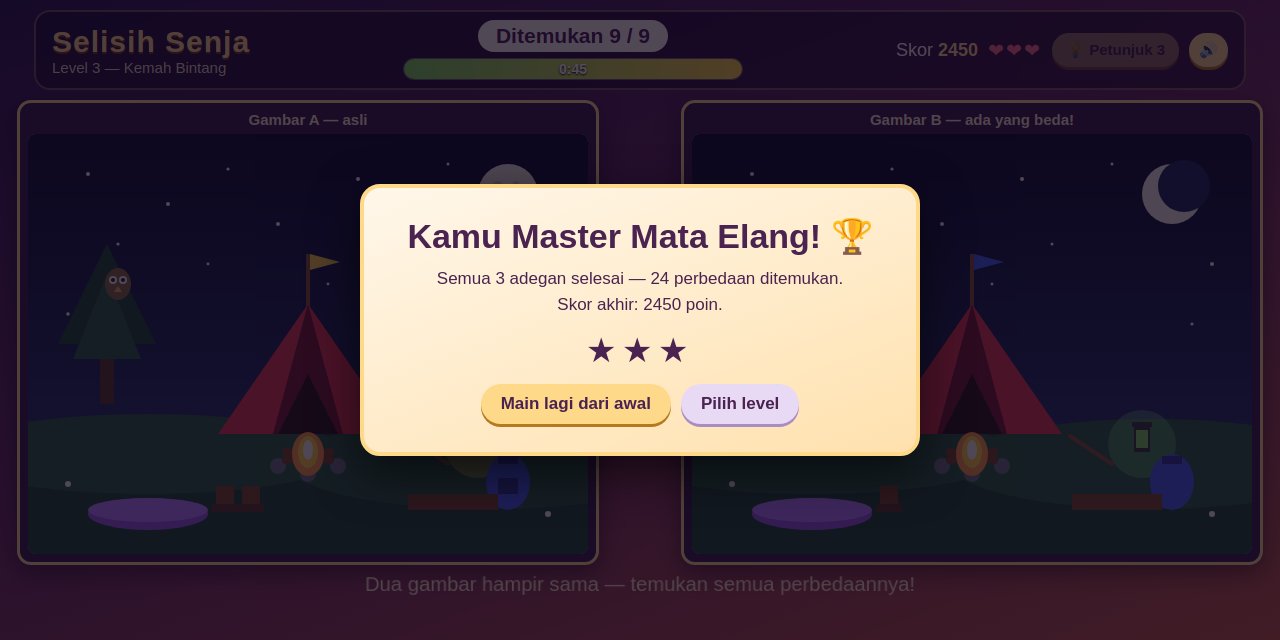 Selisih Senja
Level 3 — Kemah Bintang
Ditemukan 9 / 9
0:45
Skor 2450
Petunjuk 3
Gambar A — asli
Gambar B — ada yang beda!
Kamu Master Mata Elang! 🏆
Semua 3 adegan selesai — 24 perbedaan ditemukan.
Skor akhir: 2450 poin.
★ ★ ★
Main lagi dari awal
Pilih level
Dua gambar hampir sama — temukan semua perbedaannya!